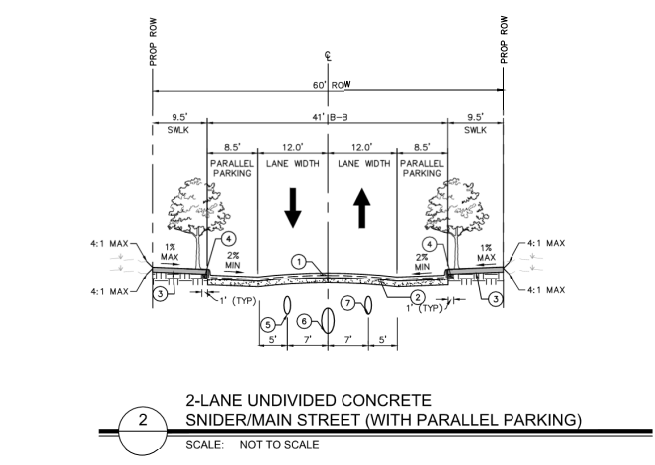 PROP ROW
PROP ROW
℄
60' ROW
9.5'
SWLK
41' B-B
9.5'
SWLK
8.5'
12.0'
12.0'
8.5'
PARALLEL
PARKING
LANE WIDTH
LANE WIDTH
PARALLEL
PARKING
4:1 MAX
1%
MAX
4
2%
MIN
1
2%
MIN
4
1%
MAX
4:1 MAX
4:1 MAX
3
1' (TYP)
5
6
7
2
1' (TYP)
3
4:1 MAX
5'
7'
7'
5'
2
2-LANE UNDIVIDED CONCRETE
SNIDER/MAIN STREET (WITH PARALLEL PARKING)
SCALE: NOT TO SCALE